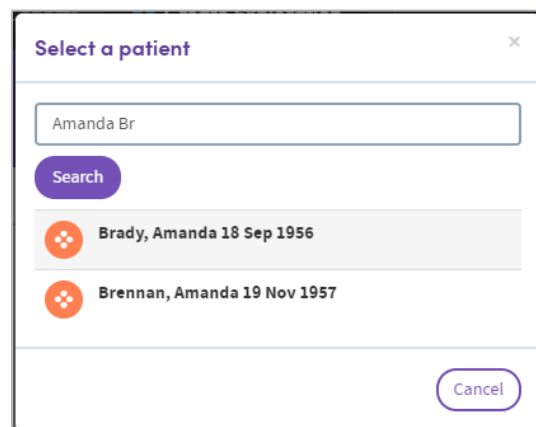 Select a patient
×
Amanda Br
Search
Brady, Amanda 18 Sep 1956
Brennan, Amanda 19 Nov 1957
Cancel